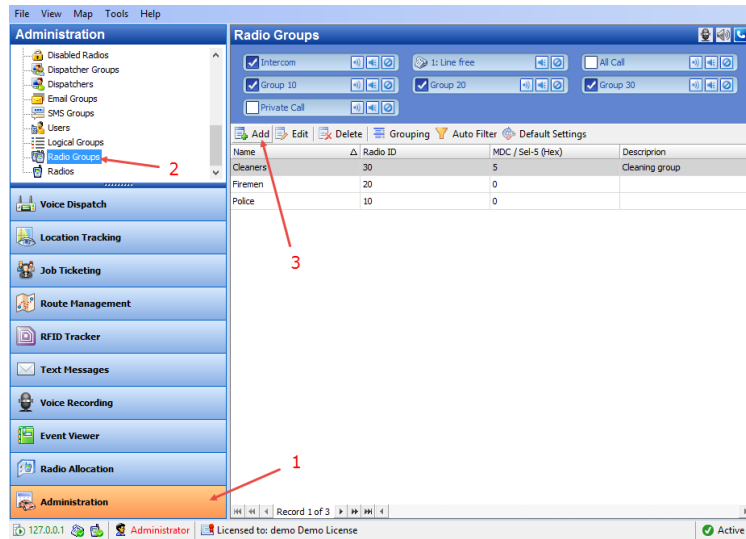 File View Map Tools Help
Administration
Radio Groups
Disabled Radios
Dispatcher Groups
Dispatchers
Email Groups
SMS Groups
Users
Logical Groups
Radio Groups
Radios
2
Intercom
1: Line free
All Call
Group 10
Group 20
Group 30
Private Call
Add Edit Delete Grouping Auto Filter Default Settings
Name Radio ID MDC / Sel-5 (Hex) Descriprion
Cleaners 30 5 Cleaning group
Firemen 20 0
Police 10 0
3
Voice Dispatch
Location Tracking
Job Ticketing
Route Management
RFID Tracker
Text Messages
Voice Recording
Event Viewer
Radio Allocation
Administration
1
Record 1 of 3
127.0.0.1 Administrator Licensed to: demo Demo License Active